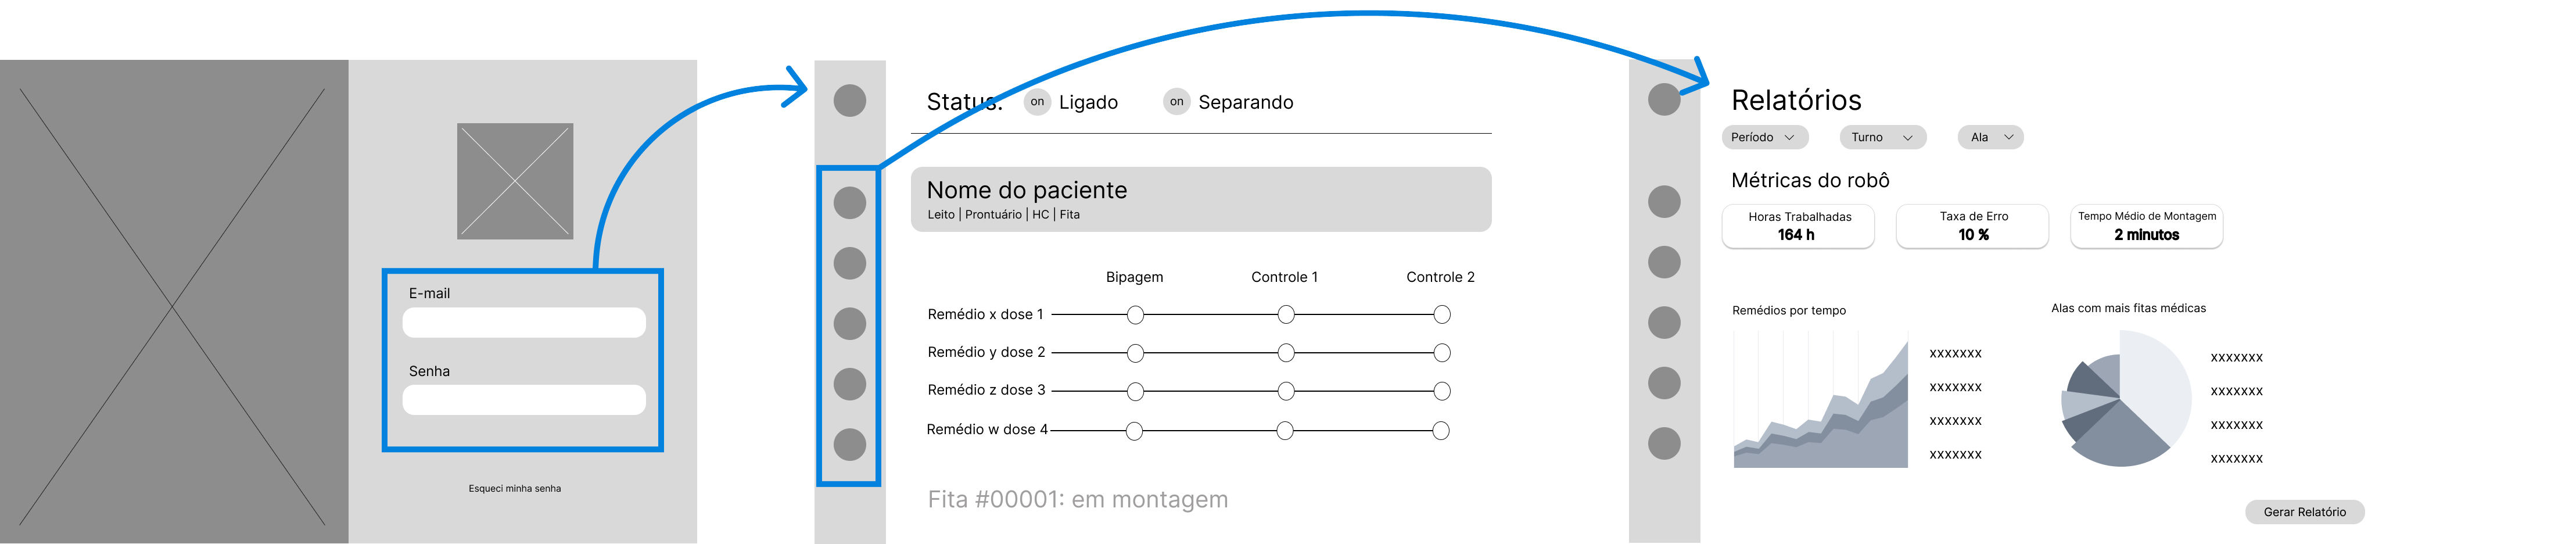 E-mail
Senha
Esqueci minha senha
Status: on Ligado on Separando
Nome do paciente
Leito | Prontuário | HC | Fita
Bipagem Controle 1 Controle 2
Remédio x dose 1
Remédio y dose 2
Remédio z dose 3
Remédio w dose 4
Fita #00001: em montagem
Relatórios
Período Turno Ala
Métricas do robô
Horas Trabalhadas
164 h
Taxa de Erro
10 %
Tempo Médio de Montagem
2 minutos
Remédios por tempo
xxxxxxx
xxxxxxx
xxxxxxx
xxxxxxx
Alas com mais fitas médicas
xxxxxxx
xxxxxxx
xxxxxxx
xxxxxxx
Gerar Relatório